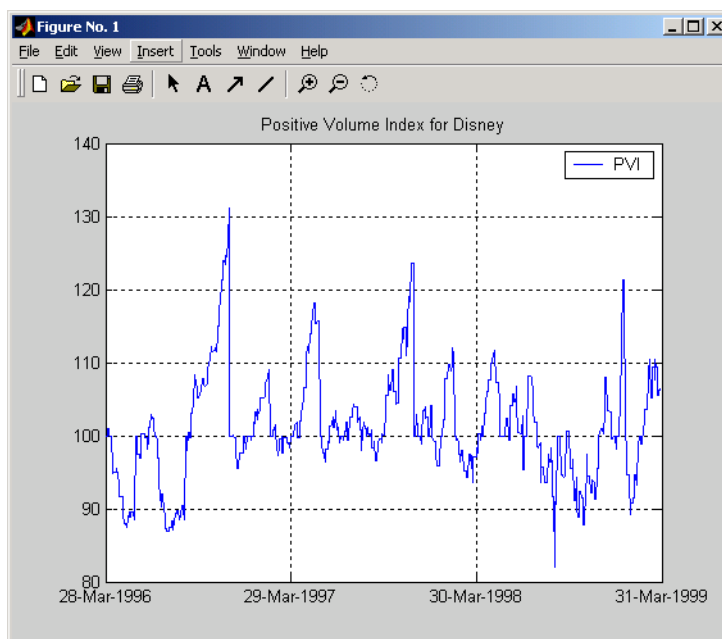 Figure No. 1
File Edit View Insert Tools Window Help
A
Positive Volume Index for Disney
PVI
140
130
120
110
100
90
80
28-Mar-1996 29-Mar-1997 30-Mar-1998 31-Mar-1999